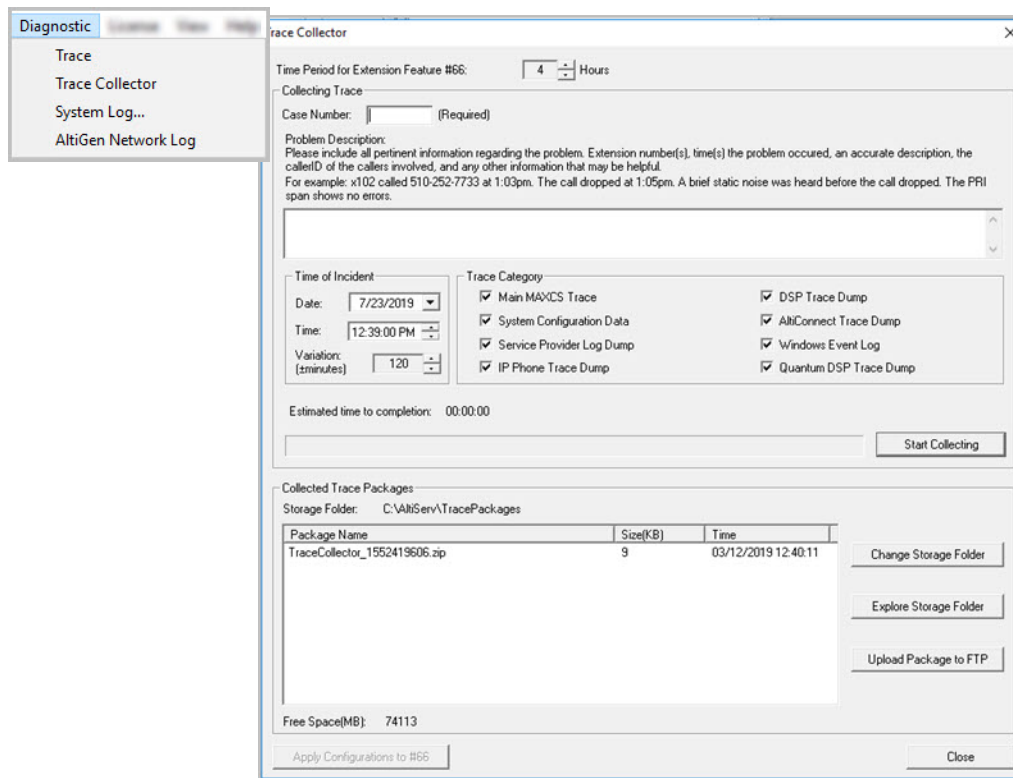 Diagnostic
Trace
Trace Collector
System Log...
AltiGen Network Log
race Collector
Time Period for Extension Feature #66: 4 Hours
Collecting Trace
Case Number: (Required)
Problem Description:
Please include all pertinent information regarding the problem. Extension number(s), time(s) the problem occured, an accurate description, the
callerID of the callers involved, and any other information that may be helpful.
For example: x102 called 510-252-7733 at 1:03pm. The call dropped at 1:05pm. A brief static noise was heard before the call dropped. The PRI
span shows no errors.
Time of Incident
Date: 7/23/2019
Time: 12:39:00 PM
Variation: 120
(±minutes)
Trace Category
Main MAXCS Trace DSP Trace Dump
System Configuration Data AltiConnect Trace Dump
Service Provider Log Dump Windows Event Log
IP Phone Trace Dump Quantum DSP Trace Dump
Estimated time to completion: 00:00:00
Start Collecting
Collected Trace Packages
Storage Folder: C:\AltiServ\TracePackages
Package Name Size(KB) Time
TraceCollector_1552419606.zip 9 03/12/2019 12:40:11
Change Storage Folder
Explore Storage Folder
Upload Package to FTP
Free Space(MB): 74113
Apply Configurations to #66 Close